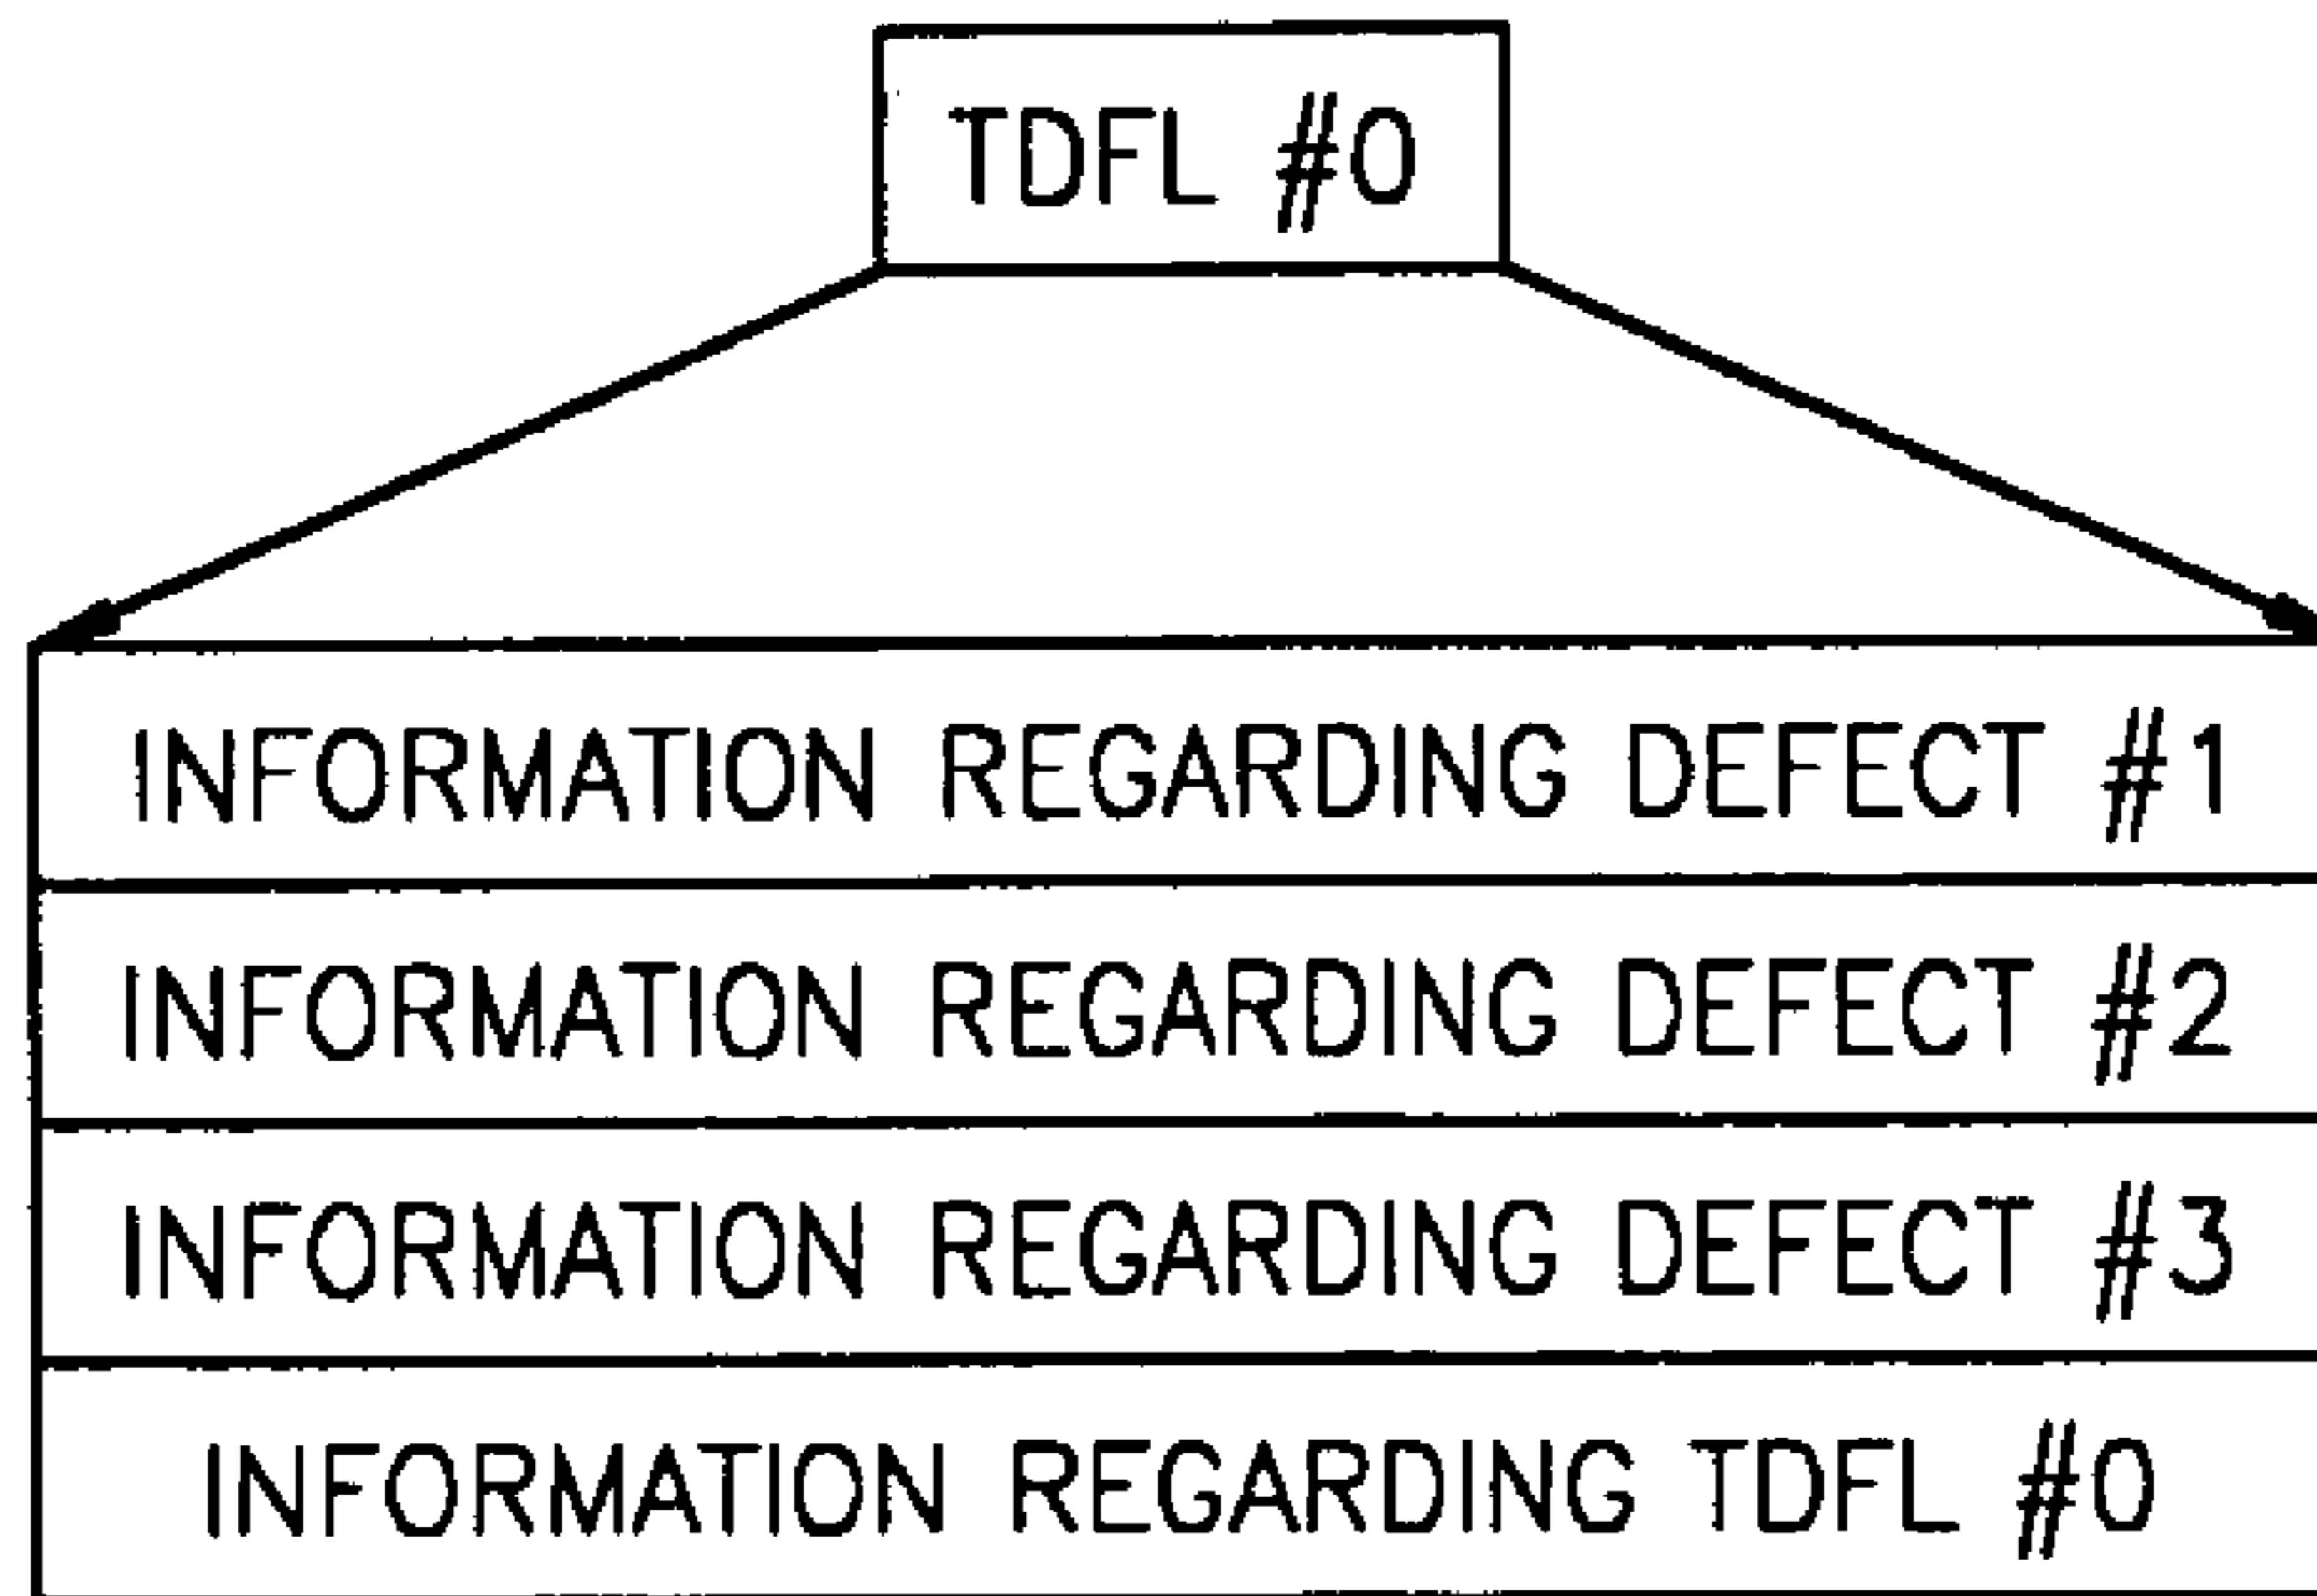 TDFL #0
INFORMATION REGARDING DEFECT #1
INFORMATION REGARDING DEFECT #2
INFORMATION REGARDING DEFECT #3
INFORMATION REGARDING TDFL #0